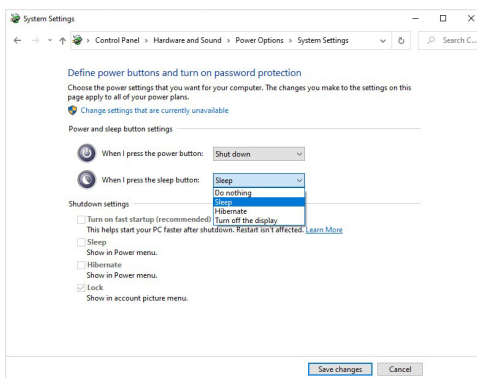 System Settings
Control Panel > Hardware and Sound > Power Options > System Settings
Search C...
Define power buttons and turn on password protection
Choose the power settings that you want for your computer. The changes you make to the settings on this
page apply to all of your power plans.
Change settings that are currently unavailable
Power and sleep button settings
When I press the power button: Shut down
When I press the sleep button: Sleep
Do nothing
Sleep
Hibernate
Turn off the display
Shutdown settings
Turn on fast startup (recommended)
This helps start your PC faster after shutdown. Restart isn't affected. Learn More
Sleep
Show in Power menu.
Hibernate
Show in Power menu.
Lock
Show in account picture menu.
Save changes Cancel